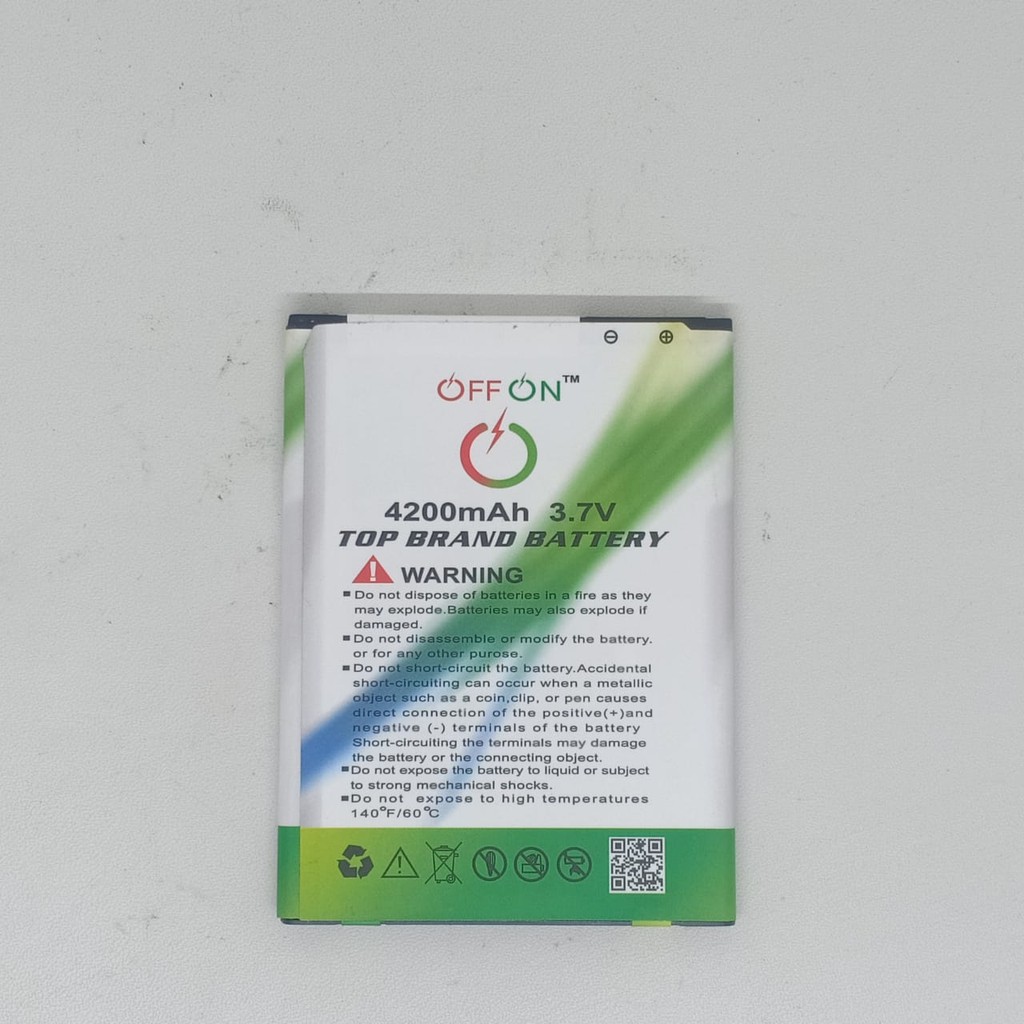 ⊖ ⊕
OFF ON™
4200mAh 3.7V
TOP BRAND BATTERY
WARNING
Do not dispose of batteries in a fire as they
may explode.Batteries may also explode if
damaged.
Do not disassemble or modify the battery.
or for any other purose.
Do not short-circuit the battery.Accidental
short-circuiting can occur when a metallic
object such as a coin,clip, or pen causes
direct connection of the positive(+)and
negative (-) terminals of the battery
Short-circuiting the terminals may damage
the battery or the connecting object.
Do not expose the battery to liquid or subject
to strong mechanical shocks.
Do not expose to high temperatures
140°F/60°C